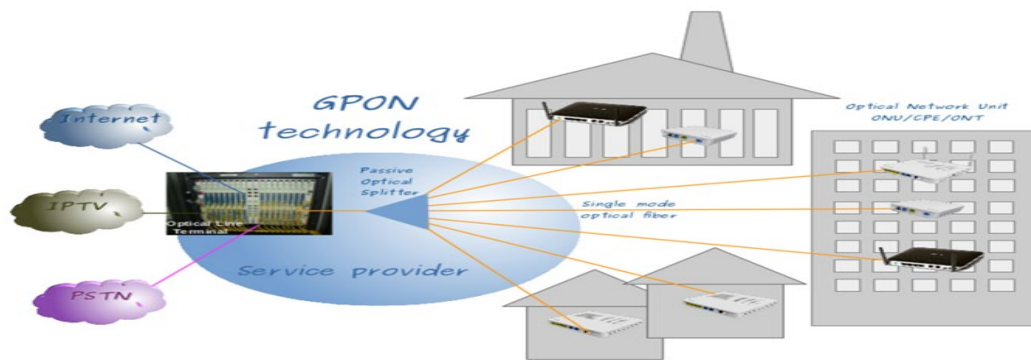 GPON
technology
Internet
IPTV
PSTN
Optical Line
Terminal
Passive
Optical
Splitter
Service provider
Single mode
optical fiber
Optical Network Unit
ONU/CPE/ONT